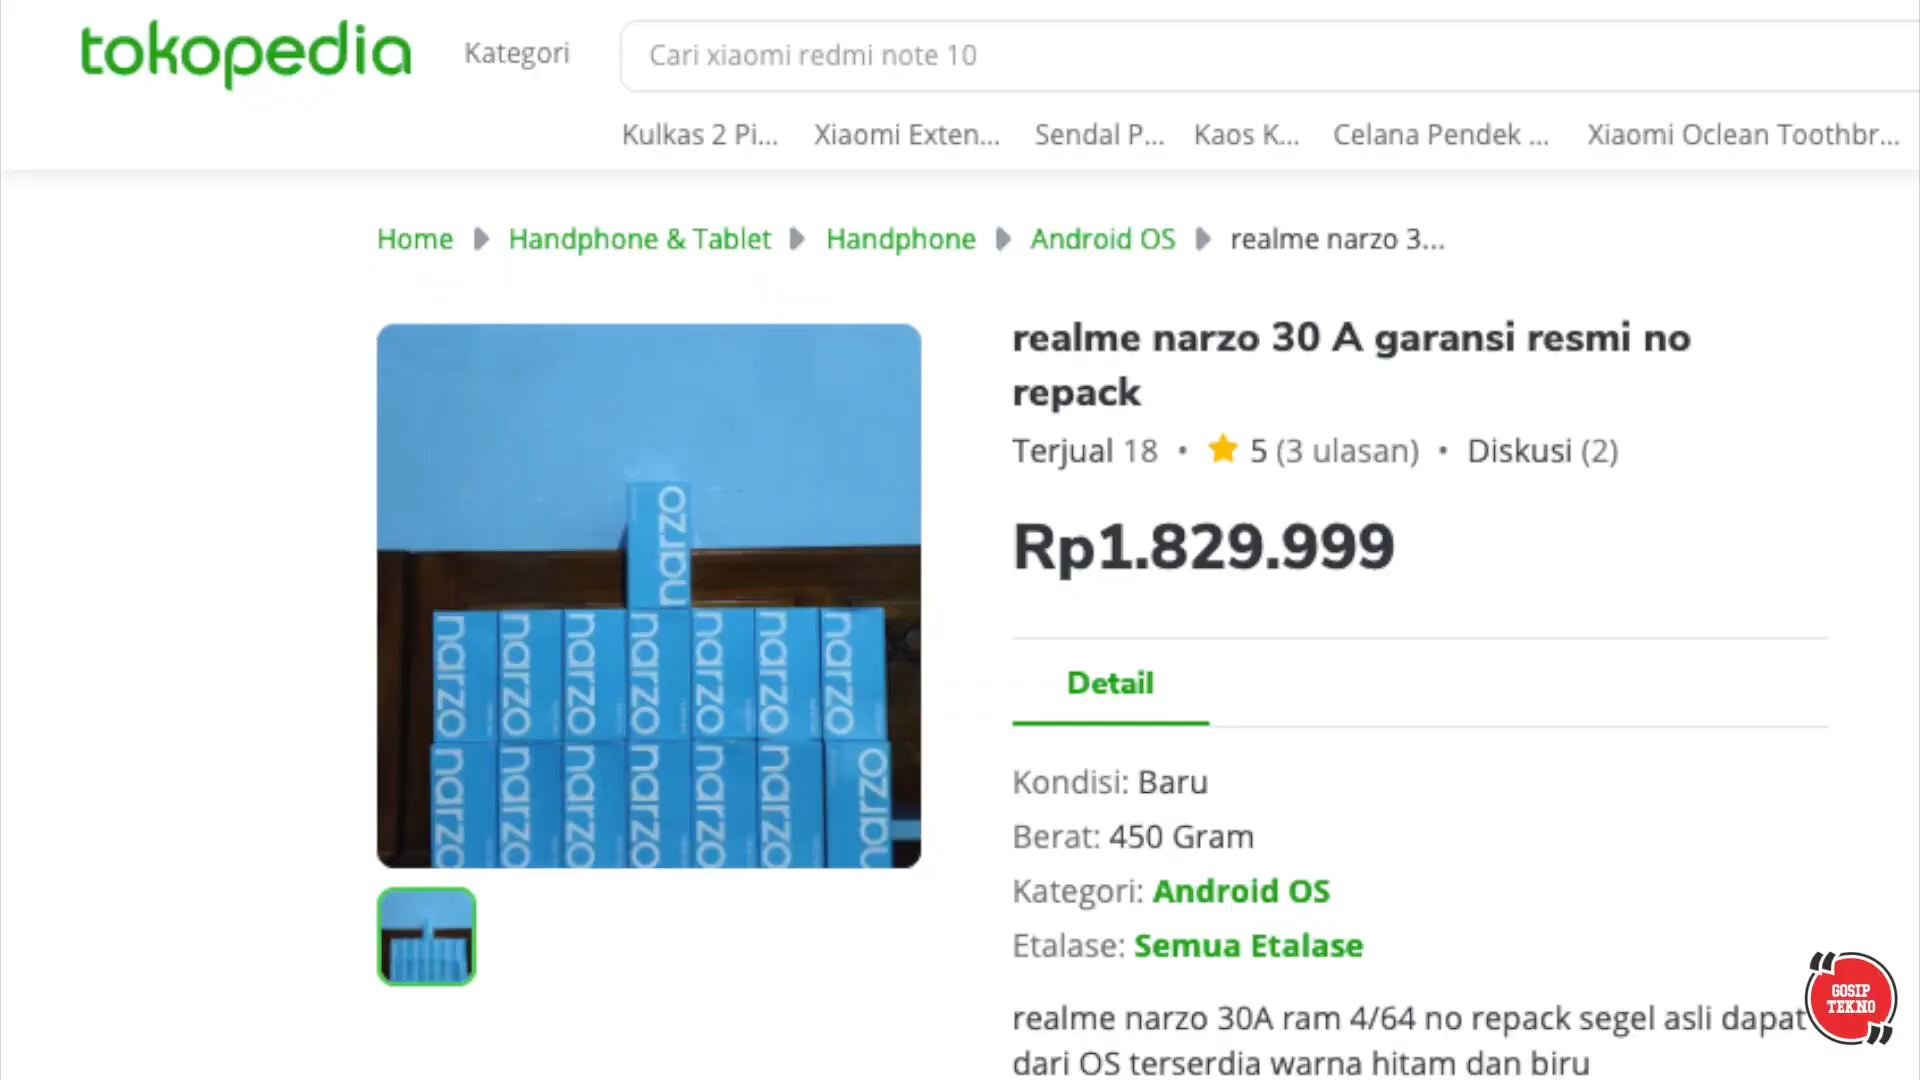 tokopedia
Kategori
Cari xiaomi redmi note 10
Kulkas 2 Pi... Xiaomi Exten... Sendal P... Kaos K... Celana Pendek ... Xiaomi Oclean Toothbr...
Home Handphone & Tablet Handphone Android OS realme narzo 3...
realme narzo 30 A garansi resmi no
repack
Terjual 18 • 5 (3 ulasan) • Diskusi (2)
Rp1.829.999
Detail
Kondisi: Baru
Berat: 450 Gram
Kategori: Android OS
Etalase: Semua Etalase
realme narzo 30A ram 4/64 no repack segel asli dapat
dari OS terserdia warna hitam dan biru
narzo
narzo narzo narzo narzo narzo narzo narzo
narzo narzo narzo narzo narzo narzo narzo
GOSIP
TEKNO